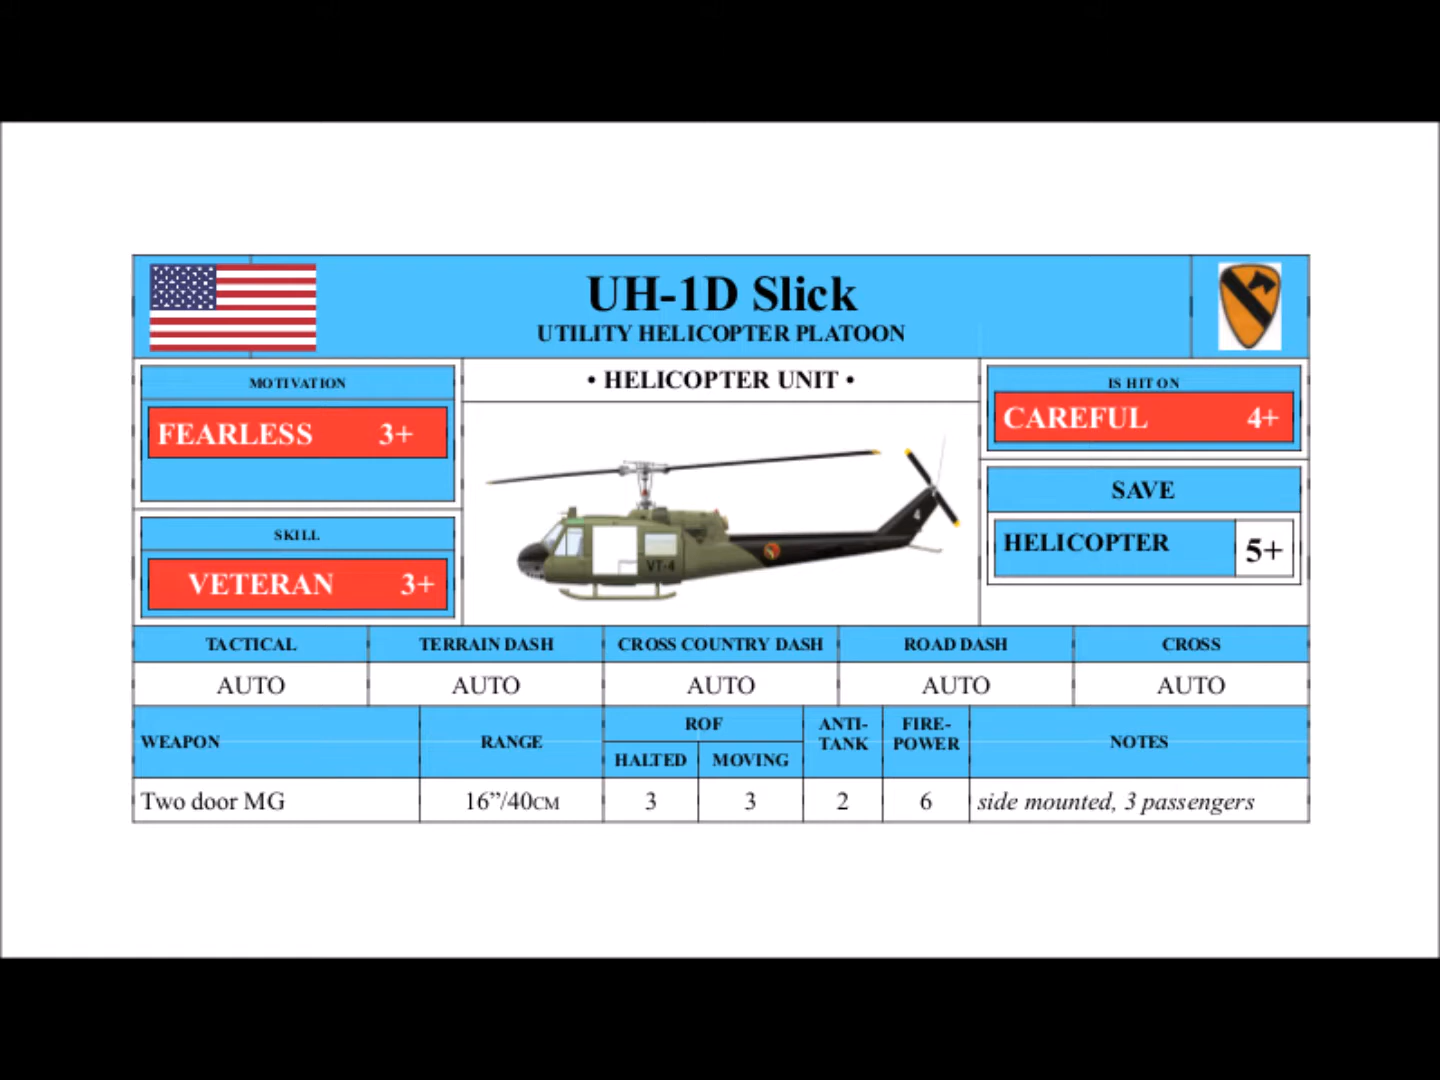 UH-1D Slick
UTILITY HELICOPTER PLATOON
MOTIVATION
FEARLESS 3+
SKILL
VETERAN 3+
• HELICOPTER UNIT •
VT-4
IS HIT ON
CAREFUL 4+
SAVE
HELICOPTER 5+
TACTICAL TERRAIN DASH CROSS COUNTRY DASH ROAD DASH CROSS
AUTO AUTO AUTO AUTO AUTO
WEAPON RANGE ROF HALTED MOVING ANTI-TANK FIRE-POWER NOTES
Two door MG 16”/40CM 3 3 2 6 side mounted, 3 passengers